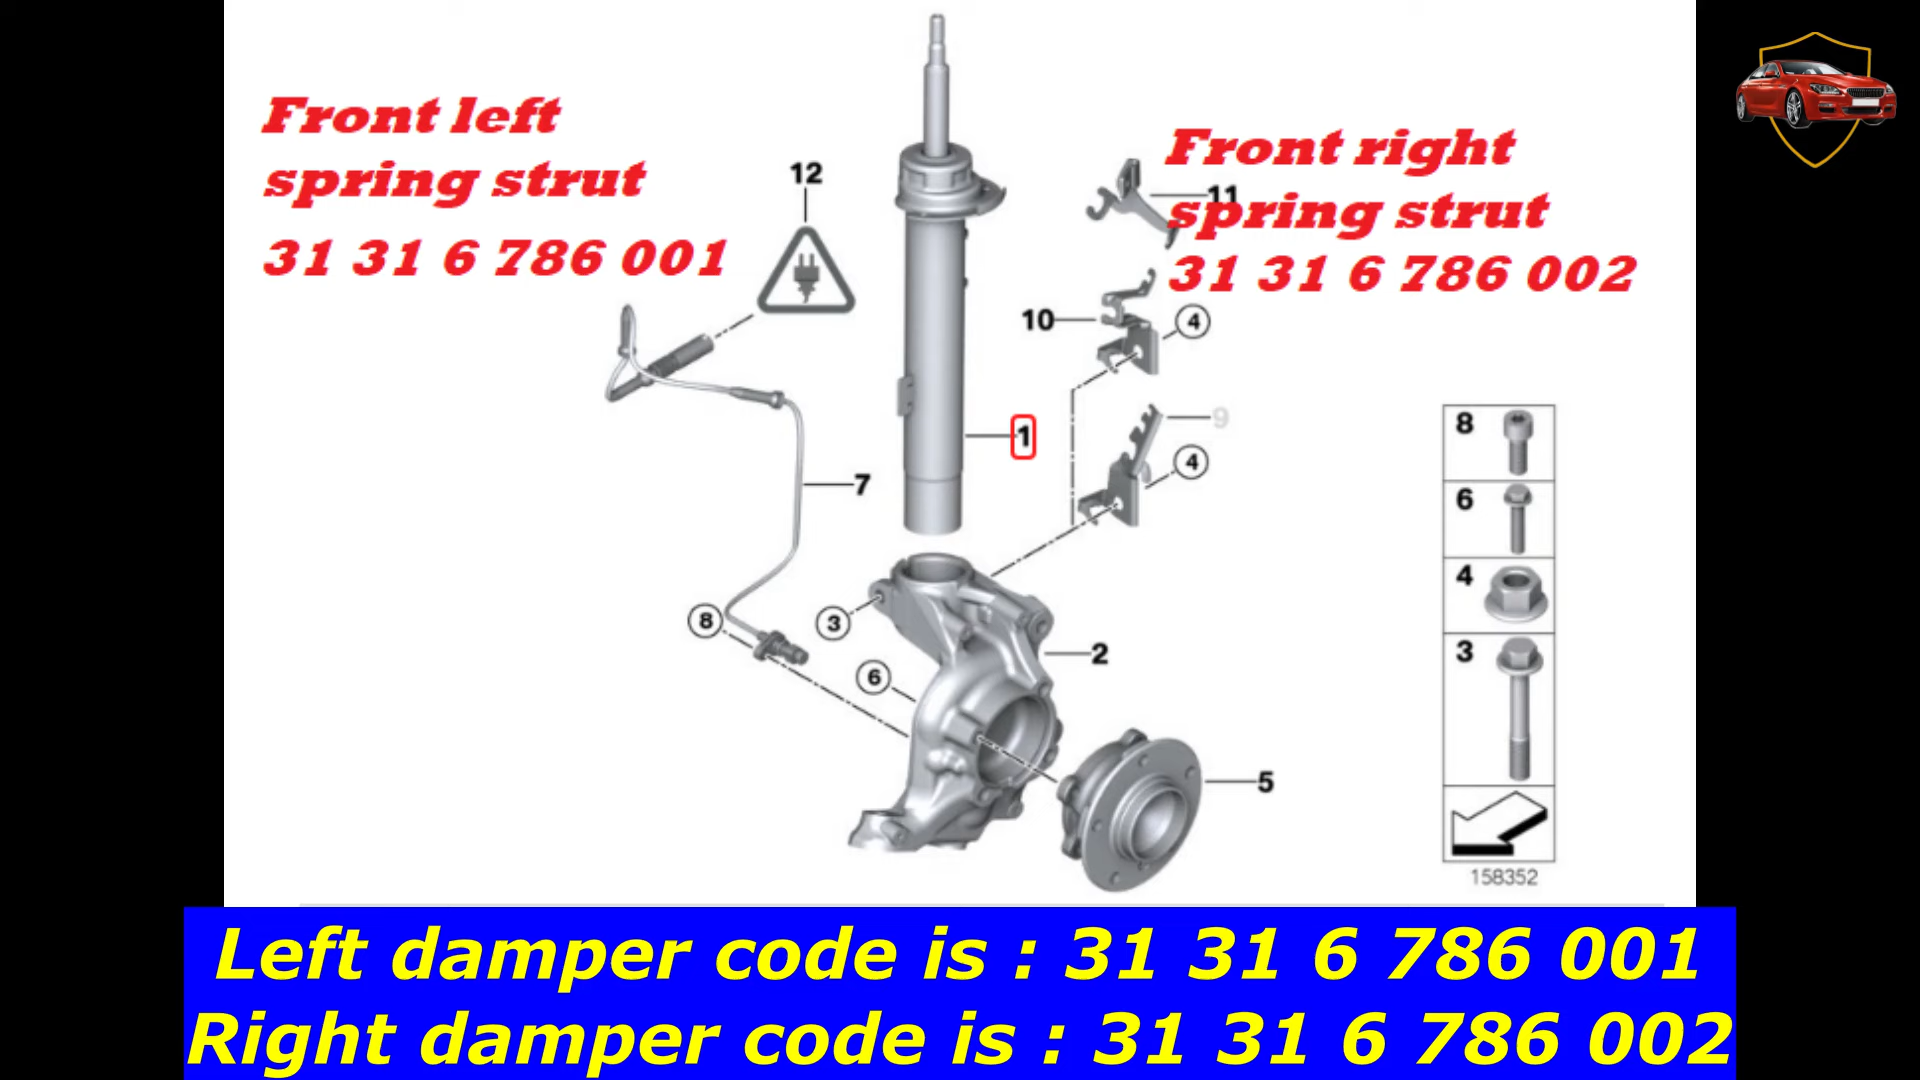 Front left
spring strut
31 31 6 786 001
Front right
spring strut
31 31 6 786 002
12
11
10
4
9
4
1
7
8
3
6
2
5
8
6
4
3
158352
Left damper code is : 31 31 6 786 001
Right damper code is : 31 31 6 786 002